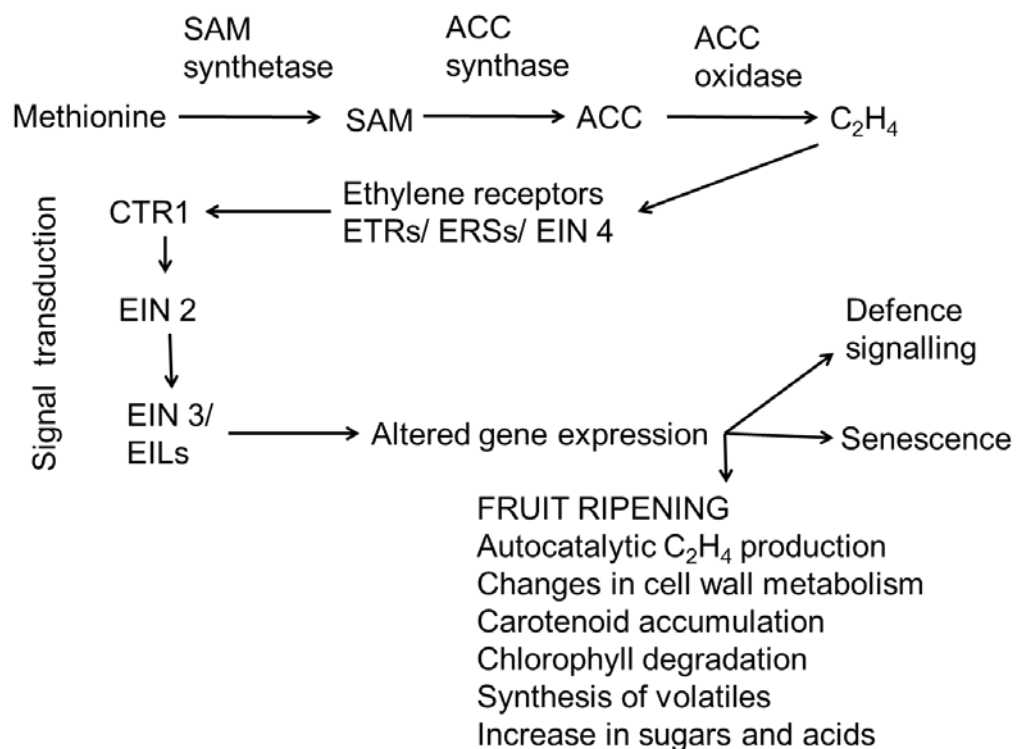 SAM
synthetase
ACC
synthase
ACC
oxidase
Methionine
SAM
ACC
C₂H₄
Signal transduction
CTR1
Ethylene receptors
ETRs/ ERSs/ EIN 4
EIN 2
EIN 3/
EILs
Altered gene expression
Defence
signalling
Senescence
FRUIT RIPENING
Autocatalytic C₂H₄ production
Changes in cell wall metabolism
Carotenoid accumulation
Chlorophyll degradation
Synthesis of volatiles
Increase in sugars and acids